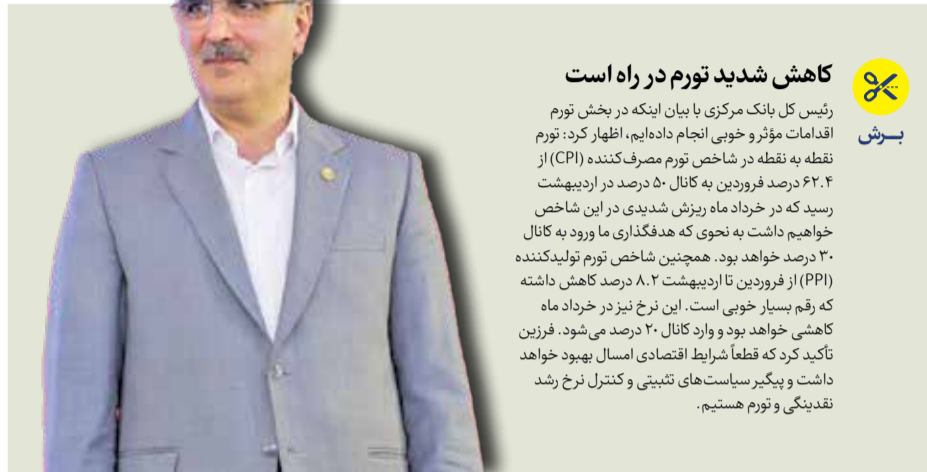 کاهش شدید تورم در راه است
برش
رئیس کل بانک مرکزی با بیان اینکه در بخش تورم
اقدامات مؤثر و خوبی انجام داده‌ایم، اظهار کرد: تورم
نقطه به نقطه در شاخص تورم مصرف‌کننده (CPI) از
۶۲.۴ درصد فروردین به کانال ۵۰ درصد در اردیبهشت
رسید که در خرداد ماه ریزش شدیدی در این شاخص
خواهیم داشت به نحوی که هدفگذاری ما ورود به کانال
۳۰ درصد خواهد بود. همچنین شاخص تورم تولیدکننده
(PPI) از فروردین تا اردیبهشت ۸.۲ درصد کاهش داشته
که رقم بسیار خوبی است. این نرخ نیز در خرداد ماه
کاهشی خواهد بود و وارد کانال ۲۰ درصد می‌شود. فرزین
تأکید کرد که قطعاً شرایط اقتصادی امسال بهبود خواهد
داشت و پیگیر سیاست‌های تثبیتی و کنترل نرخ رشد
نقدینگی و تورم هستیم.